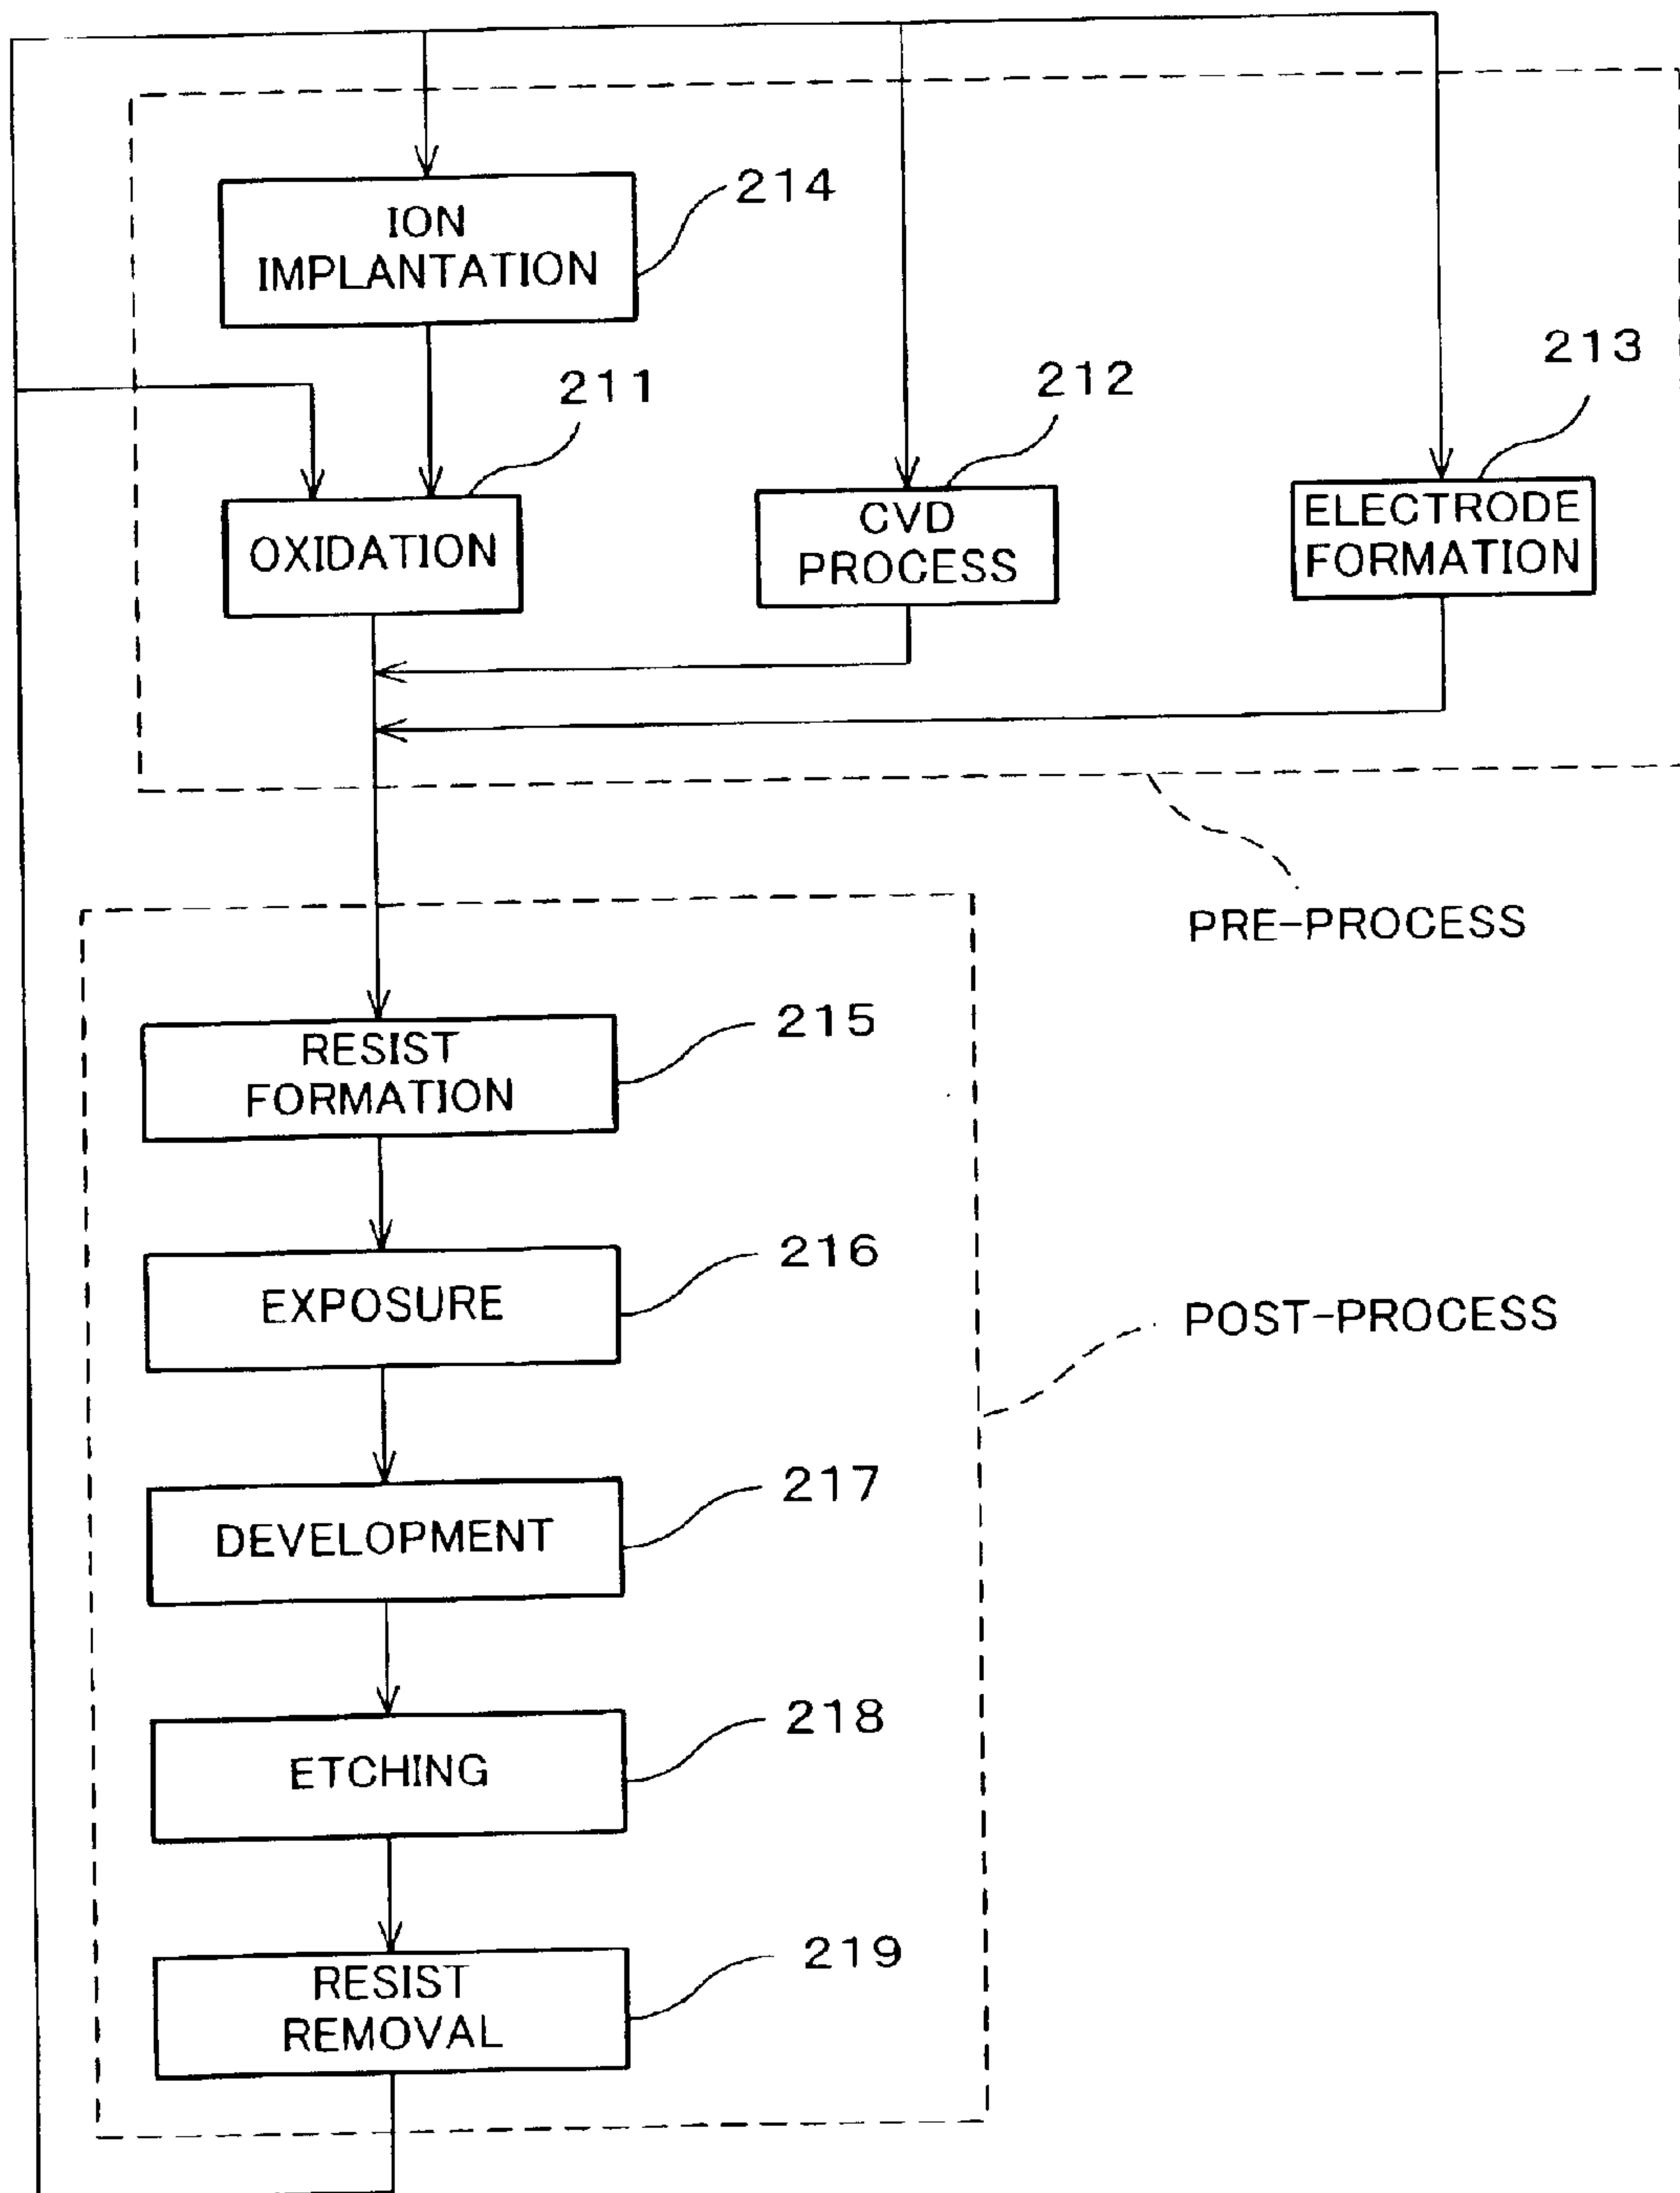 214
ION
IMPLANTATION
213
211
212
OXIDATION
CVD
PROCESS
ELECTRODE
FORMATION
PRE-PROCESS
215
RESIST
FORMATION
216
EXPOSURE
POST-PROCESS
217
DEVELOPMENT
218
ETCHING
219
RESIST
REMOVAL